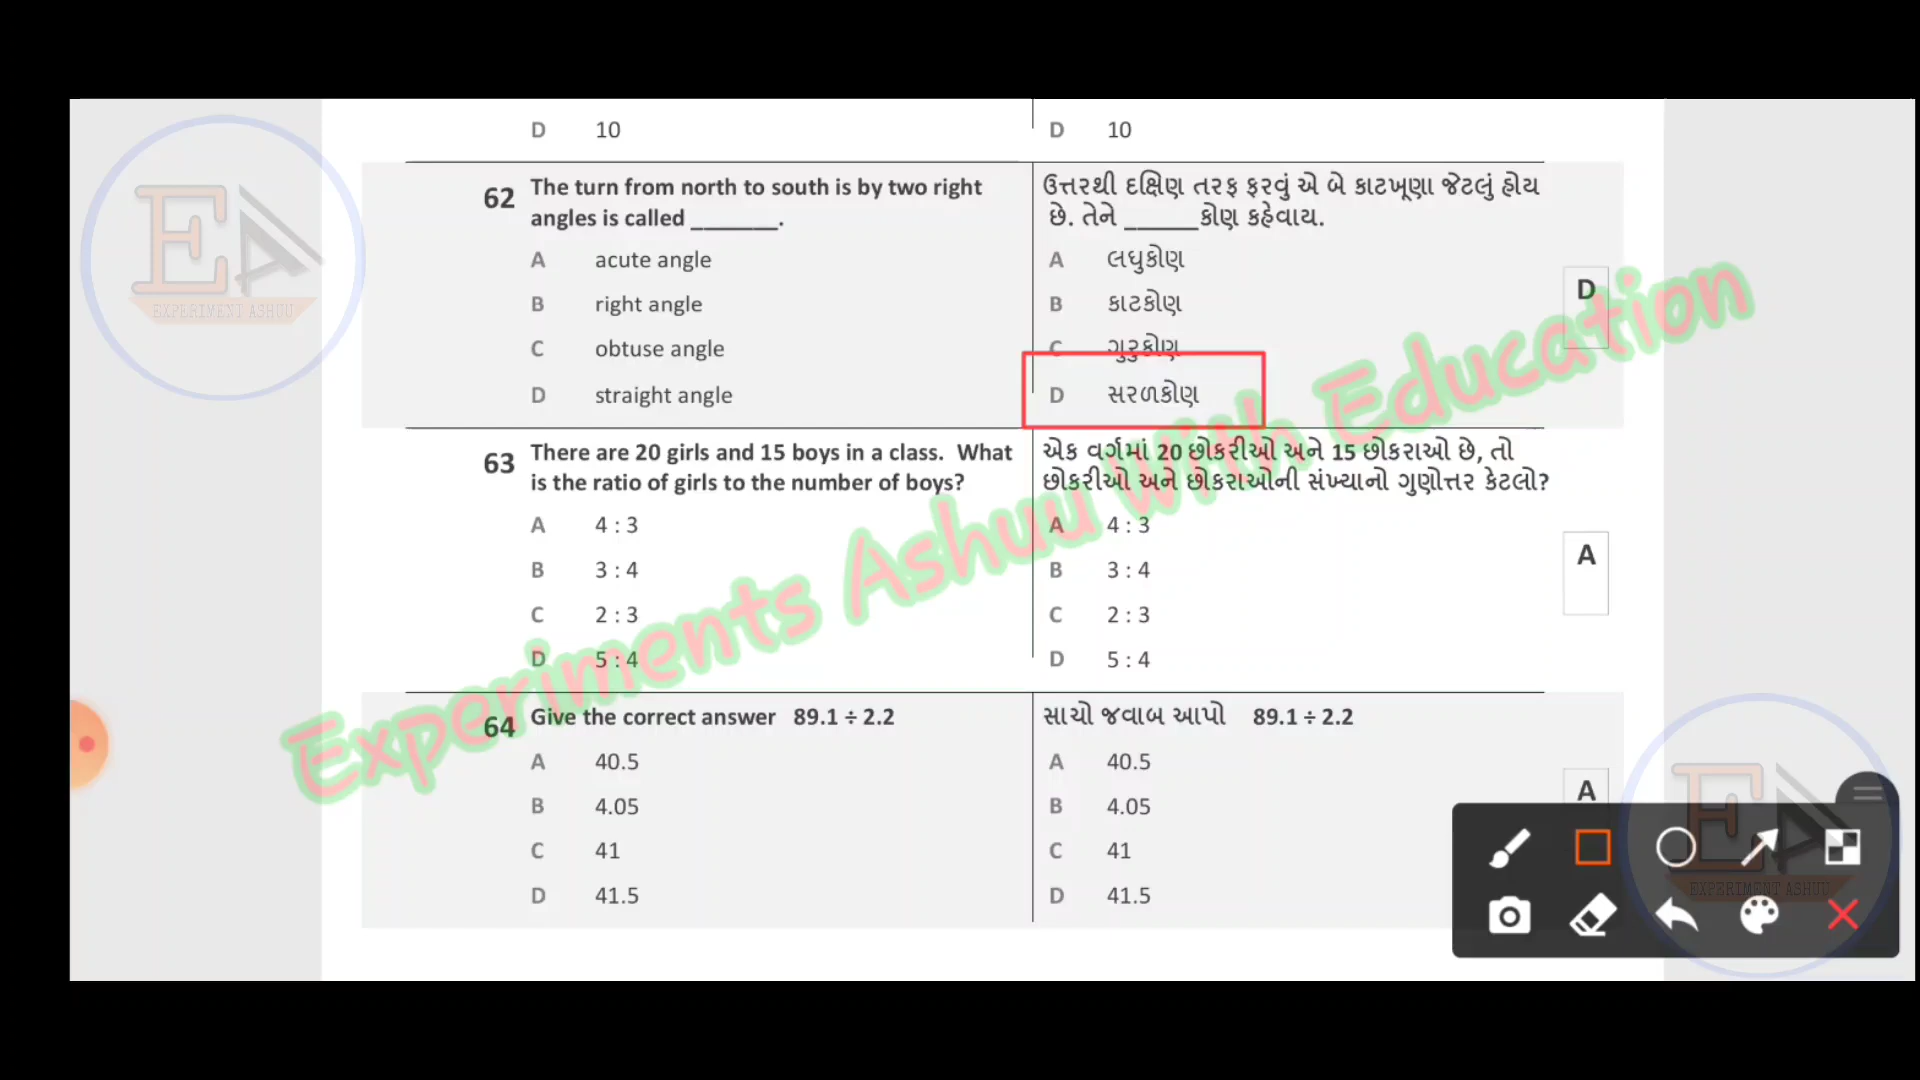 D 10
D 10
62 The turn from north to south is by two right
angles is called _______.
A acute angle
B right angle
C obtuse angle
D straight angle
ઉત્તરથી દક્ષિણ તરફ ફરવું એ બે કાટખૂણા જેટલું હોય
છે. તેને ______કોણ કહેવાય.
A લઘુકોણ
B કાટકોણ
C ગુરુકોણ
D સરળકોણ
D
63 There are 20 girls and 15 boys in a class. What
is the ratio of girls to the number of boys?
A 4 : 3
B 3 : 4
C 2 : 3
D 5 : 4
એક વર્ગમાં 20 છોકરીઓ અને 15 છોકરાઓ છે, તો
છોકરીઓ અને છોકરાઓની સંખ્યાનો ગુણોત્તર કેટલો?
A 4 : 3
B 3 : 4
C 2 : 3
D 5 : 4
A
64 Give the correct answer 89.1 ÷ 2.2
A 40.5
B 4.05
C 41
D 41.5
સાચો જવાબ આપો 89.1 ÷ 2.2
A 40.5
B 4.05
C 41
D 41.5
A
Experiments Ashuu With Education
EA
EXPERIMENT ASHUU
EA
EXPERIMENT ASHUU